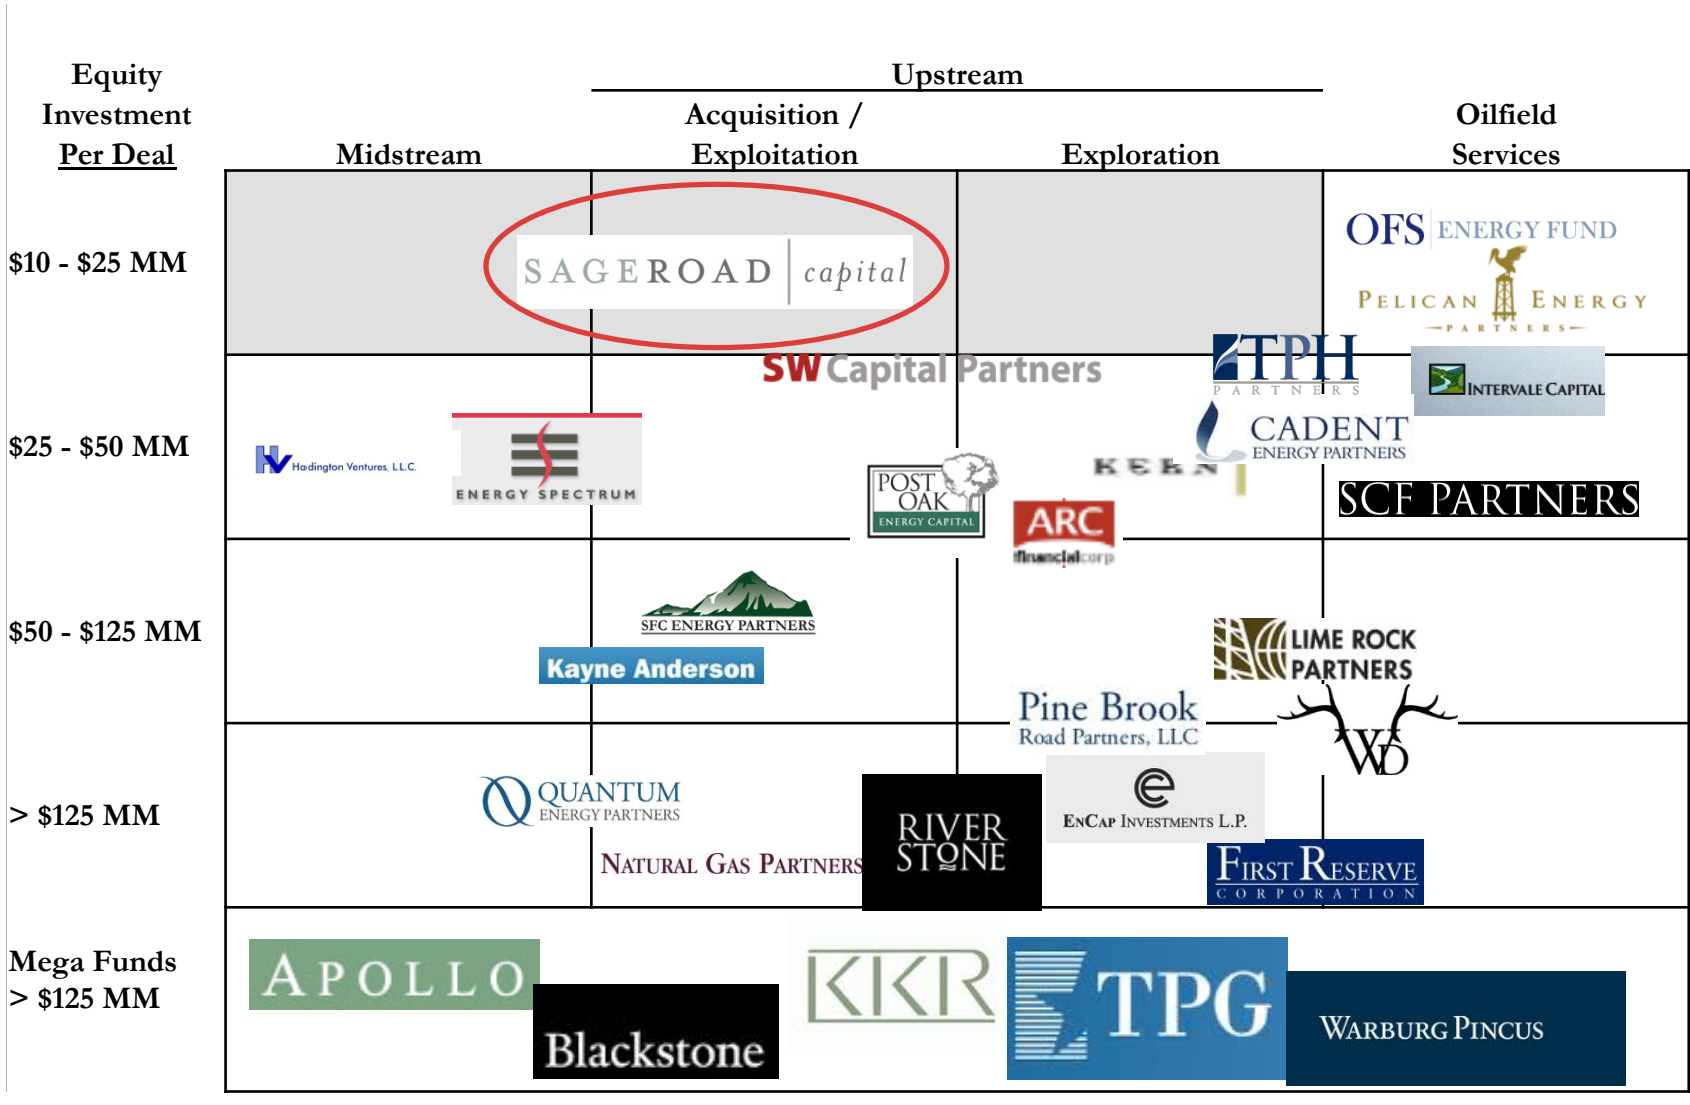 Equity
Investment
Per Deal
Upstream
Midstream
Acquisition /
Exploitation
Exploration
Oilfield
Services
$10 - $25 MM
SAGEROAD capital
OFS ENERGY FUND
PELICAN ENERGY
PARTNERS
$25 - $50 MM
SW Capital Partners
TPH
PARTNERS
INTERVALE CAPITAL
HV Haddington Ventures, L.L.C.
ENERGY SPECTRUM
POST
OAK
ENERGY CAPITAL
KERN
CADENT
ENERGY PARTNERS
ARC
financialcorp
SCF PARTNERS
$50 - $125 MM
SFC ENERGY PARTNERS
Kayne Anderson
LIME ROCK
PARTNERS
Pine Brook
Road Partners, LLC
WD
> $125 MM
QUANTUM
ENERGY PARTNERS
NATURAL GAS PARTNERS
RIVER
STONE
ENCAP INVESTMENTS L.P.
FIRST RESERVE
CORPORATION
Mega Funds
> $125 MM
APOLLO
Blackstone
KKR
TPG
WARBURG PINCUS